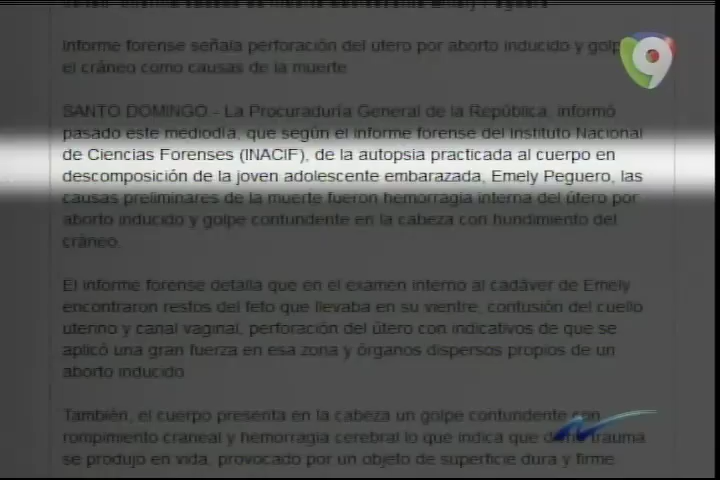 Informe forense señala perforación del útero por aborto inducido y golp
el cráneo como causas de la muerte
SANTO DOMINGO.- La Procuraduría General de la República, informó
pasado este mediodía, que según el informe forense del Instituto Nacional
de Ciencias Forenses (INACIF), de la autopsia practicada al cuerpo en
descomposición de la joven adolescente embarazada, Emely Peguero, las
causas preliminares de la muerte fueron hemorragia interna del útero por
aborto inducido y golpe contundente en la cabeza con hundimiento del
cráneo.
El informe forense detalla que en el examen interno al cadáver de Emely
encontraron restos del feto que llevaba en su vientre, contusión del cuello
uterino y canal vaginal, perforación del útero con indicativos de que se
aplicó una gran fuerza en esa zona y órganos dispersos propios de un
aborto inducido
También, el cuerpo presenta en la cabeza un golpe contundente con
rompimiento craneal y hemorragia cerebral lo que indica que trauma
se produjo en vida, provocado por un objeto de superficie dura y firme
9